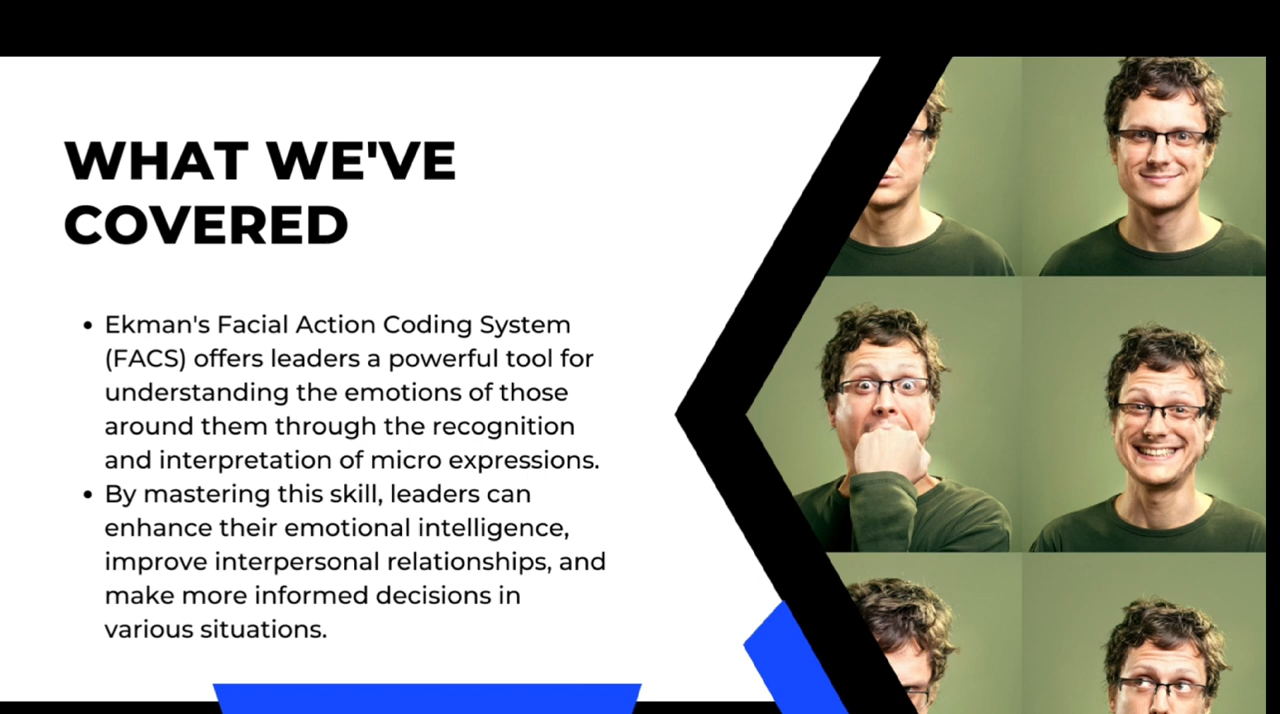 WHAT WE'VE
COVERED
• Ekman's Facial Action Coding System
(FACS) offers leaders a powerful tool for
understanding the emotions of those
around them through the recognition
and interpretation of micro expressions.
• By mastering this skill, leaders can
enhance their emotional intelligence,
improve interpersonal relationships, and
make more informed decisions in
various situations.